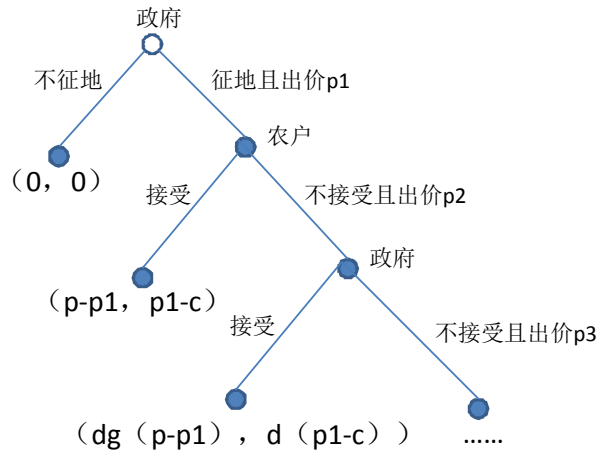 政府
不征地
征地且出价p1
农户
（0，0）
接受
不接受且出价p2
政府
（p-p1，p1-c）
接受
不接受且出价p3
（dg（p-p1），d（p1-c））
……